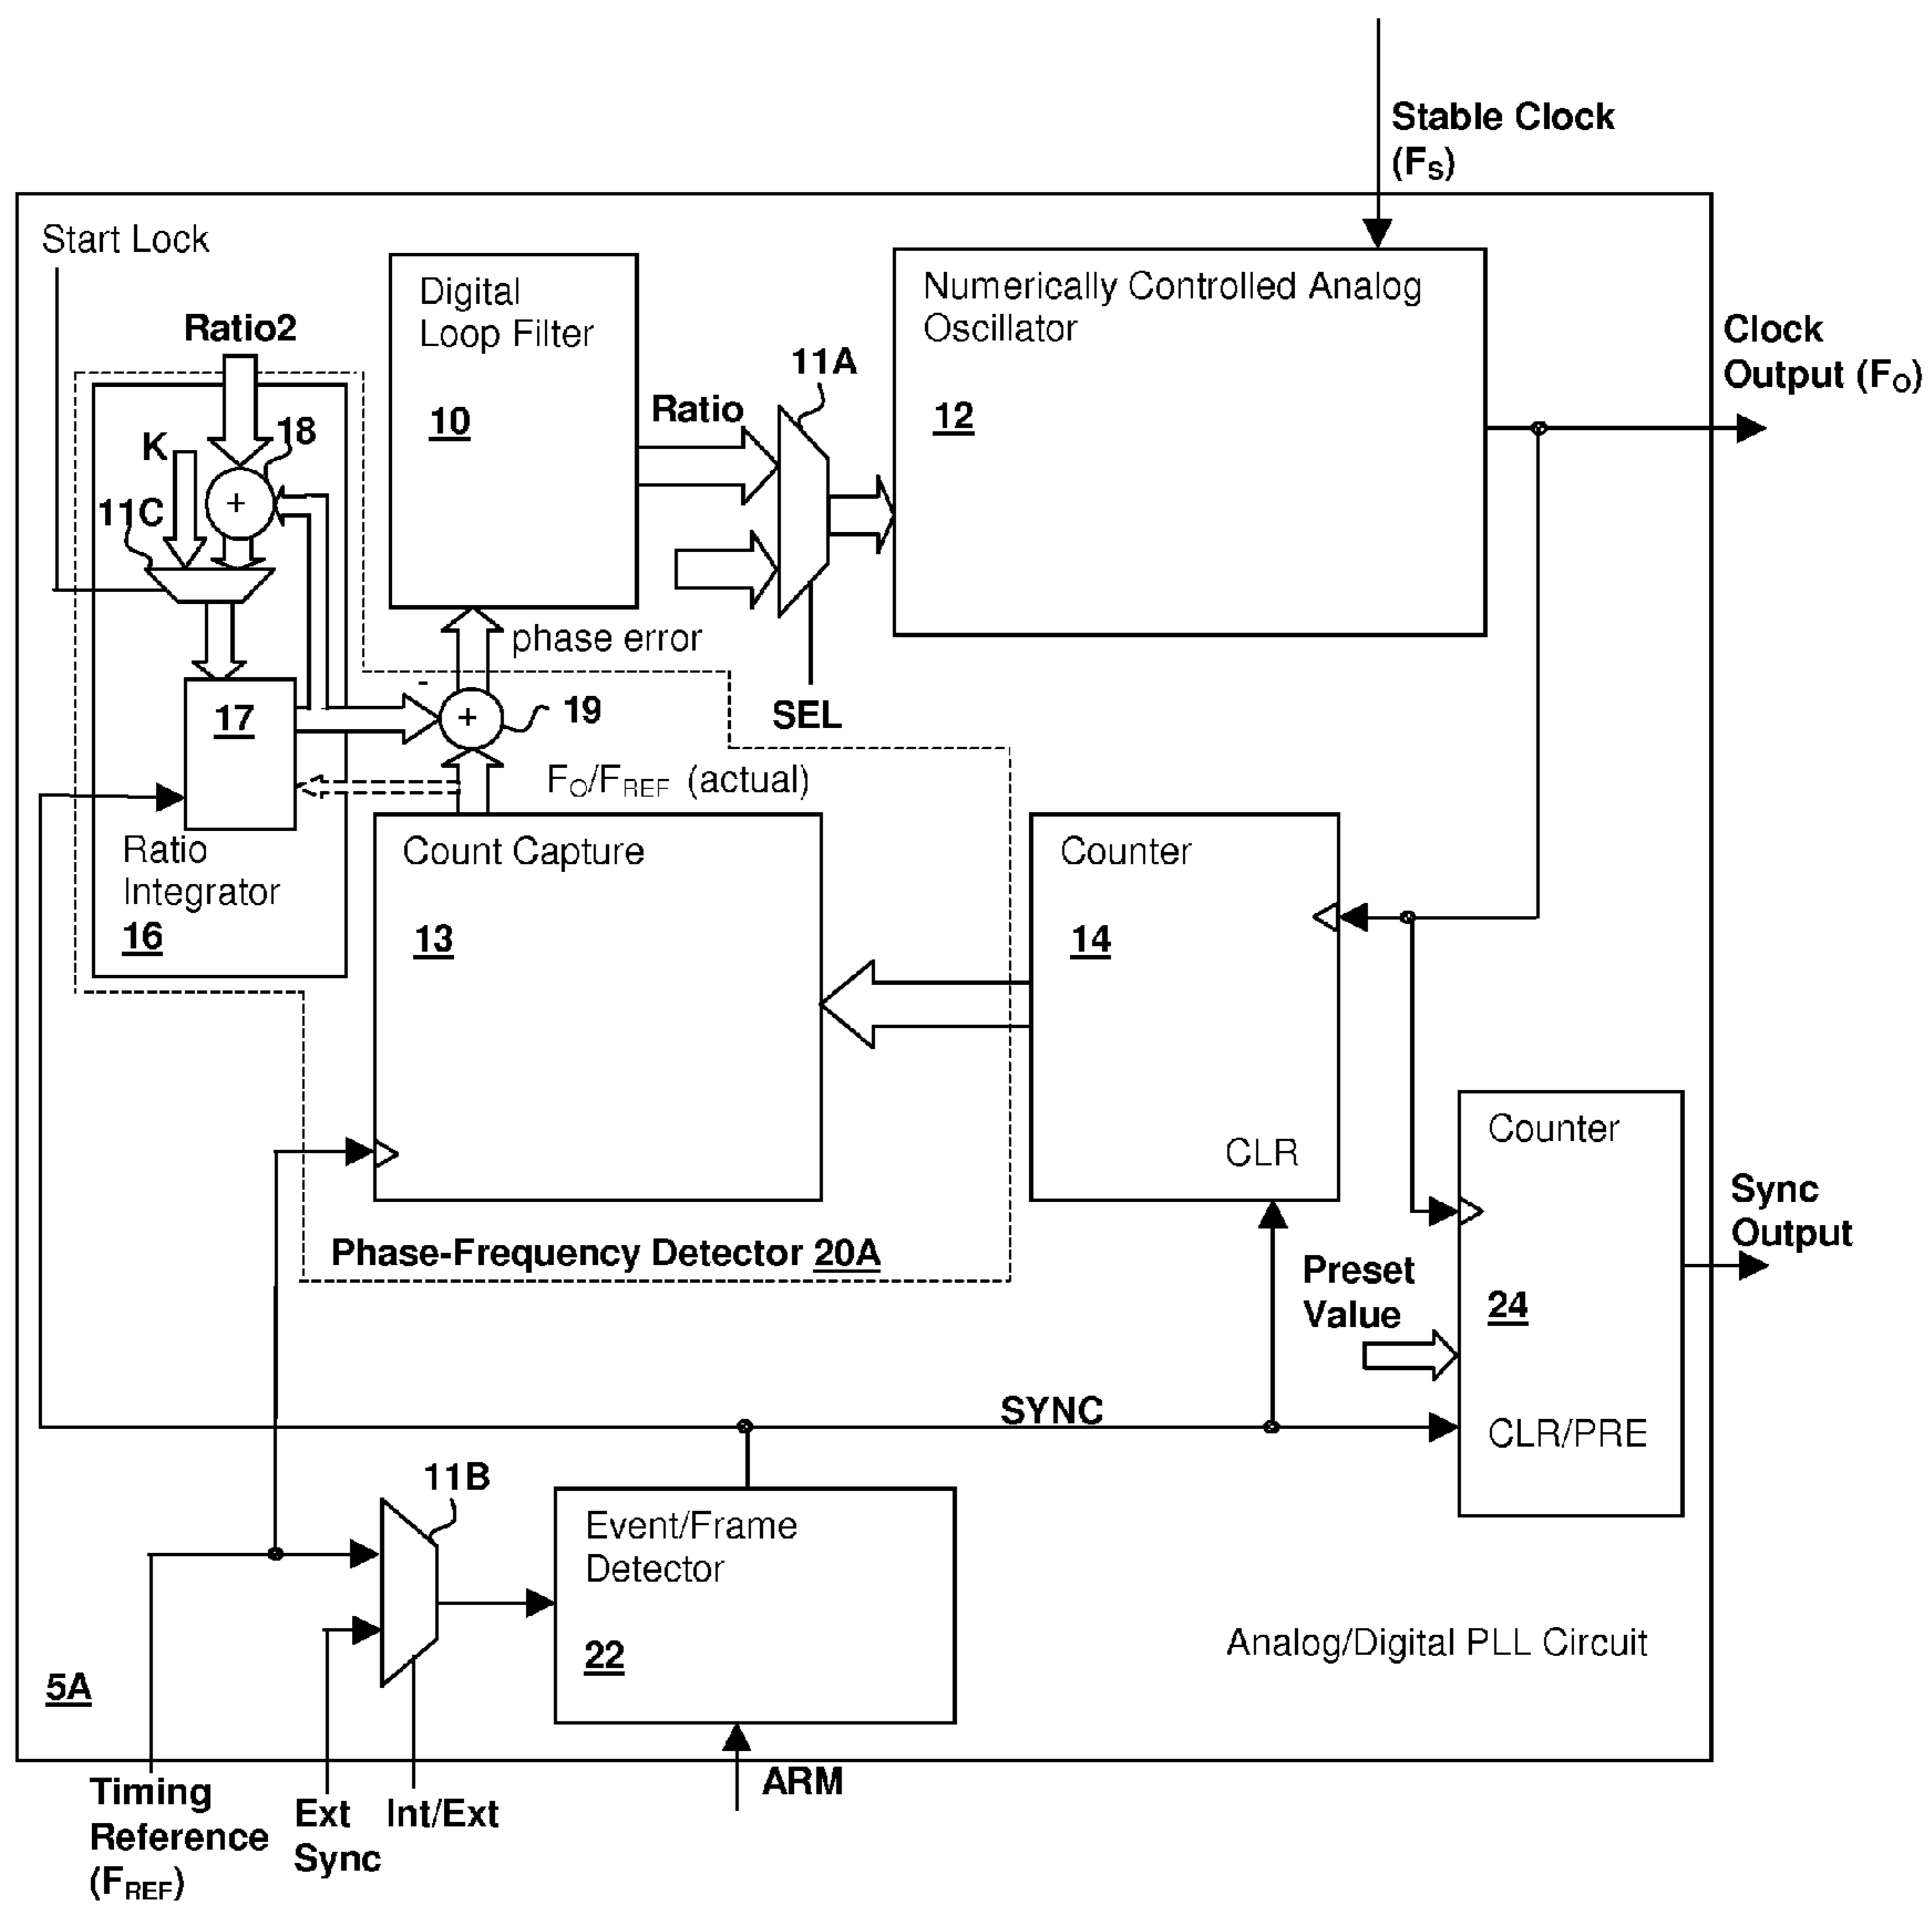 Stable Clock
(FS)
Start Lock
Ratio2
Digital
Loop Filter
10
Ratio
11A
Numerically Controlled Analog
Oscillator
12
Clock
Output (FO)
K
18
+
11C
phase error
SEL
-
17
+
19
FO/FREF (actual)
Ratio
Integrator
16
Count Capture
13
Counter
14
CLR
Phase-Frequency Detector 20A
Counter
24
CLR/PRE
Sync
Output
Preset
Value
SYNC
11B
Event/Frame
Detector
22
Analog/Digital PLL Circuit
5A
Timing
Reference
(FREF)
Ext
Sync
Int/Ext
ARM